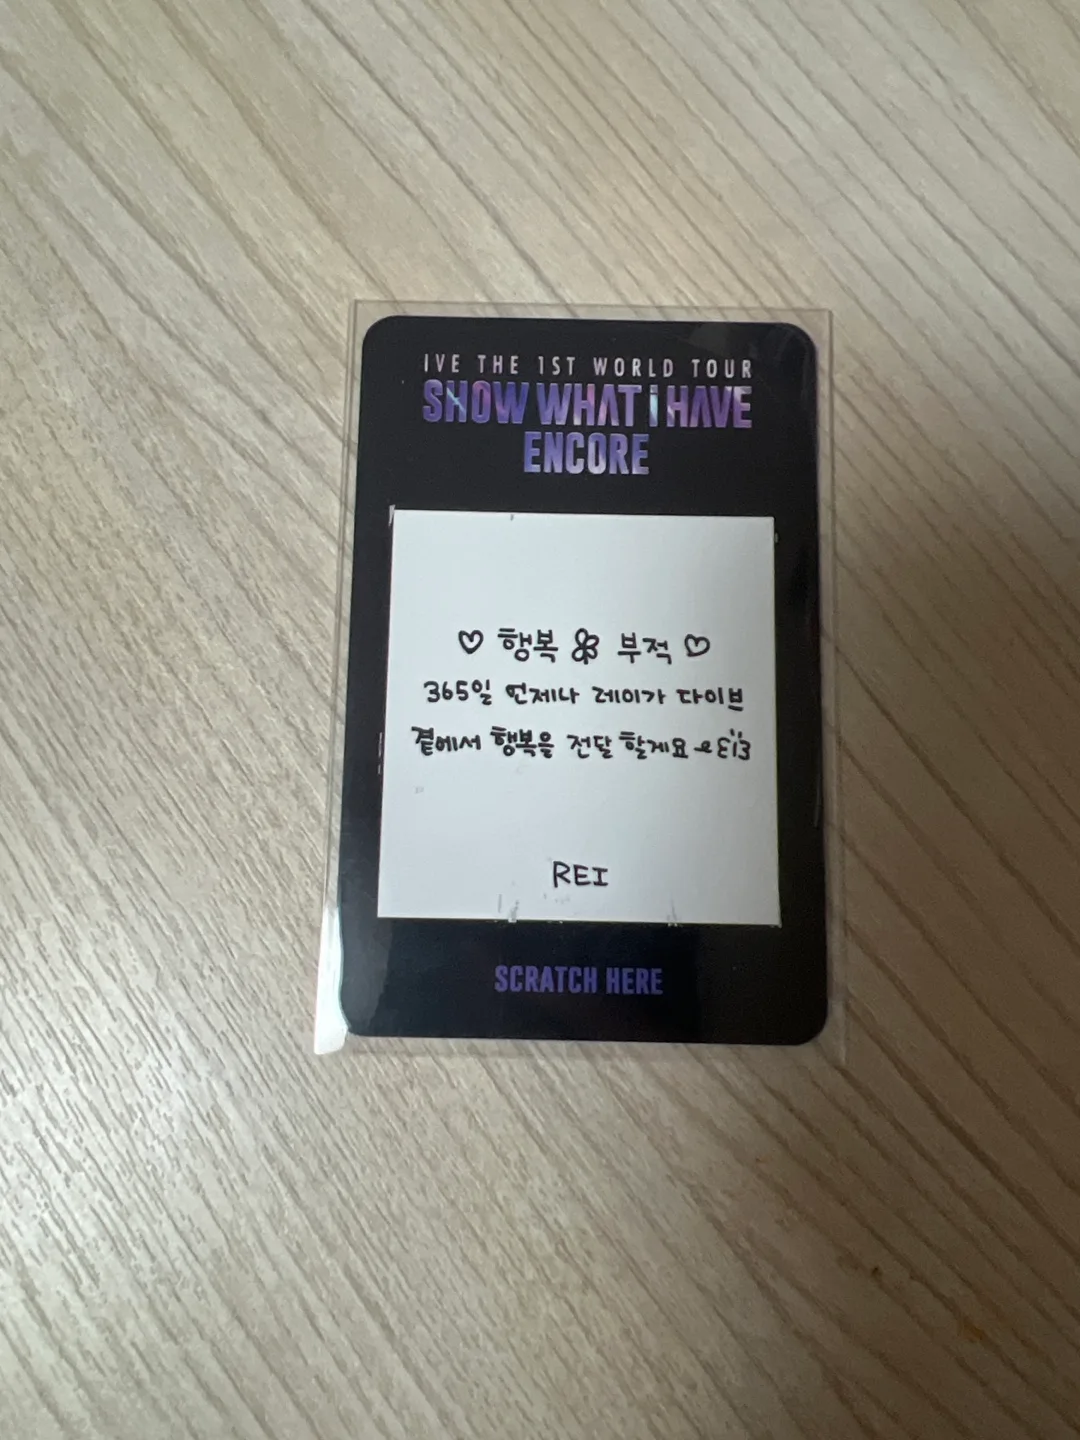 IVE THE 1ST WORLD TOUR
SHOW WHAT i HAVE
ENCORE
♡ 행복 부적 ♡
365일 언제나 레이가 다이브
곁에서 행복을 전달 할게요
REI
SCRATCH HERE